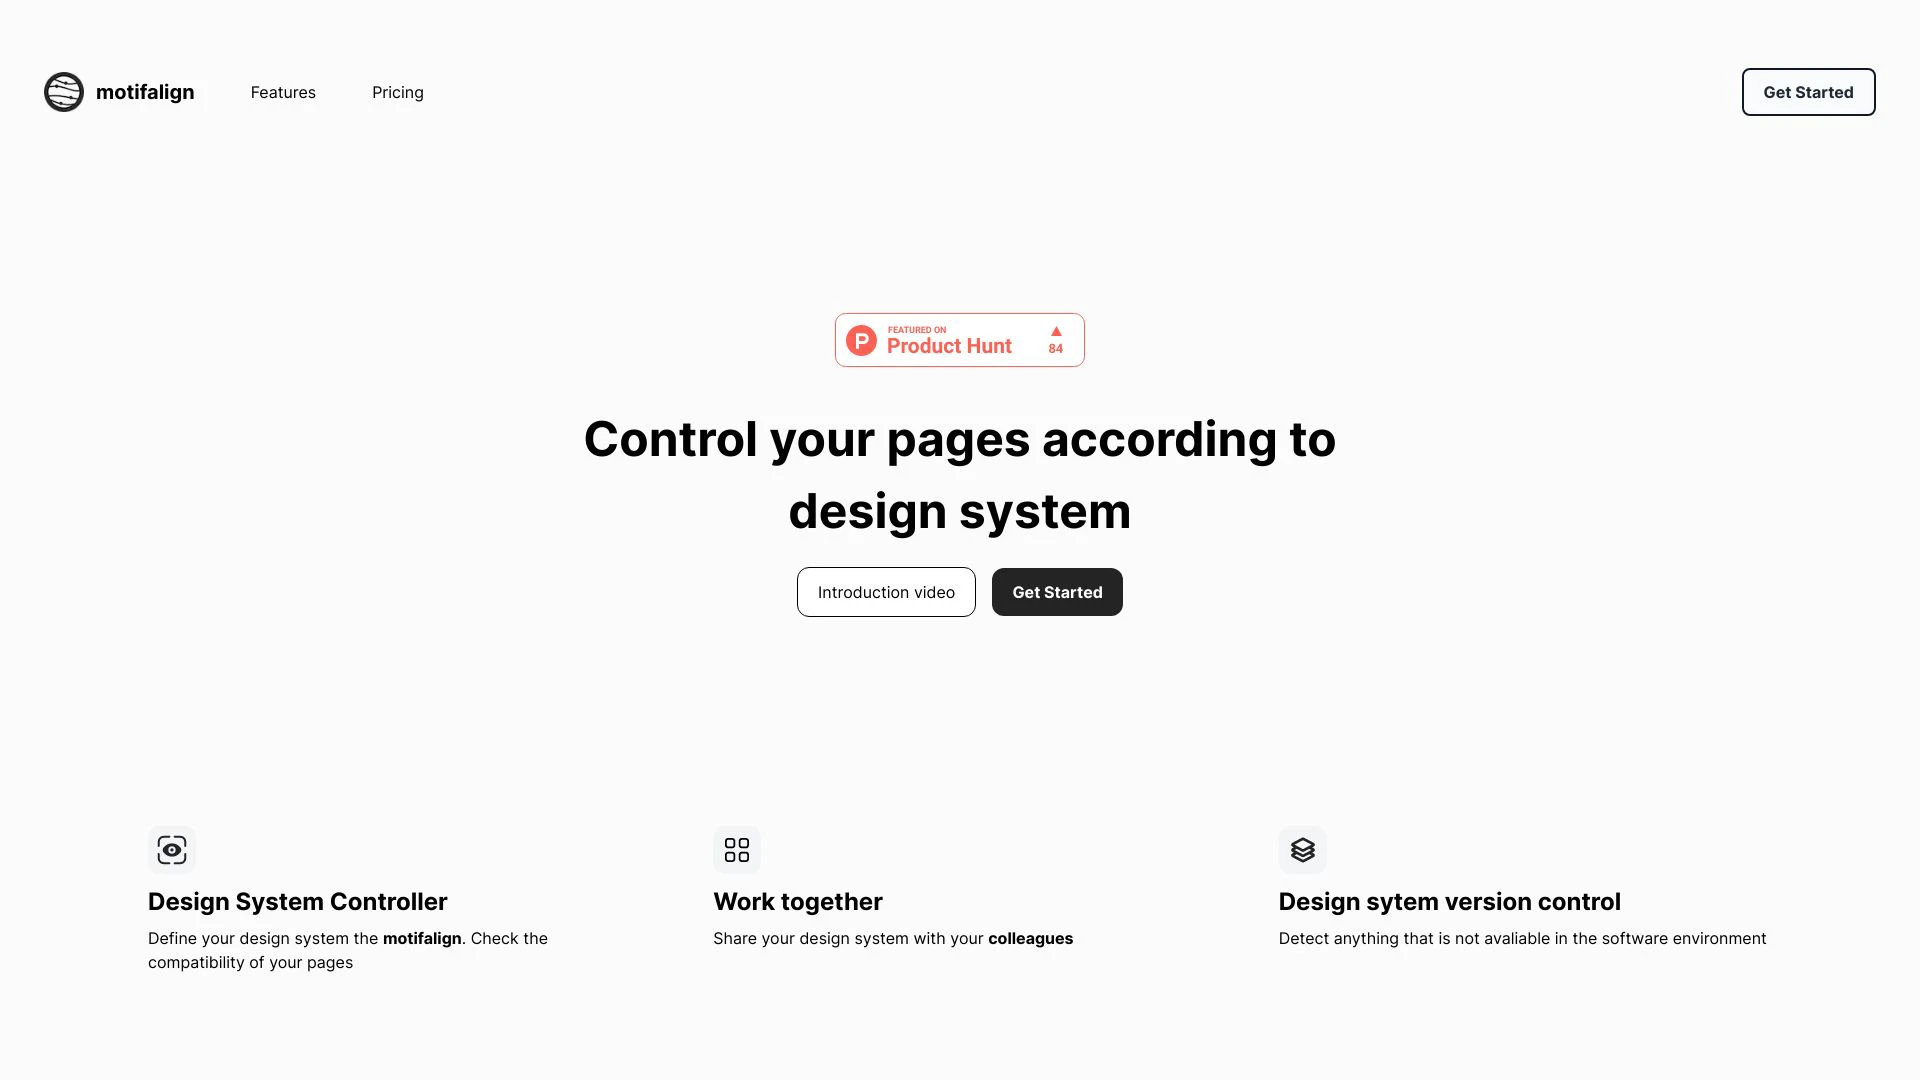 motifalign
Features
Pricing
Get Started
FEATURED ON
Product Hunt
84
Control your pages according to
design system
Introduction video
Get Started
Design System Controller
Define your design system the motifalign. Check the
compatibility of your pages
Work together
Share your design system with your colleagues
Design sytem version control
Detect anything that is not avaliable in the software environment